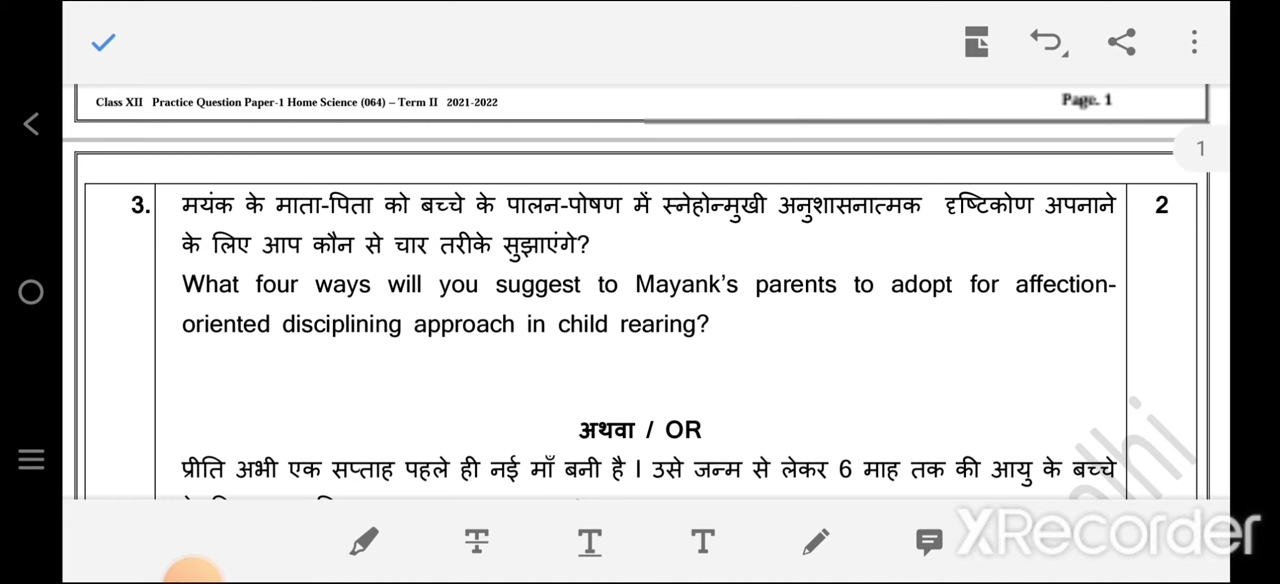 Class XII Practice Question Paper-1 Home Science (064) – Term II 2021-2022
Page. 1
1
3.
मयंक के माता-पिता को बच्चे के पालन-पोषण में स्नेहोन्मुखी अनुशासनात्मक दृष्टिकोण अपनाने
2
के लिए आप कौन से चार तरीके सुझाएंगे?
What four ways will you suggest to Mayank's parents to adopt for affection-
oriented disciplining approach in child rearing?
अथवा / OR
प्रीति अभी एक सप्ताह पहले ही नई माँ बनी है I उसे जन्म से लेकर 6 माह तक की आयु के बच्चे
XRecorder